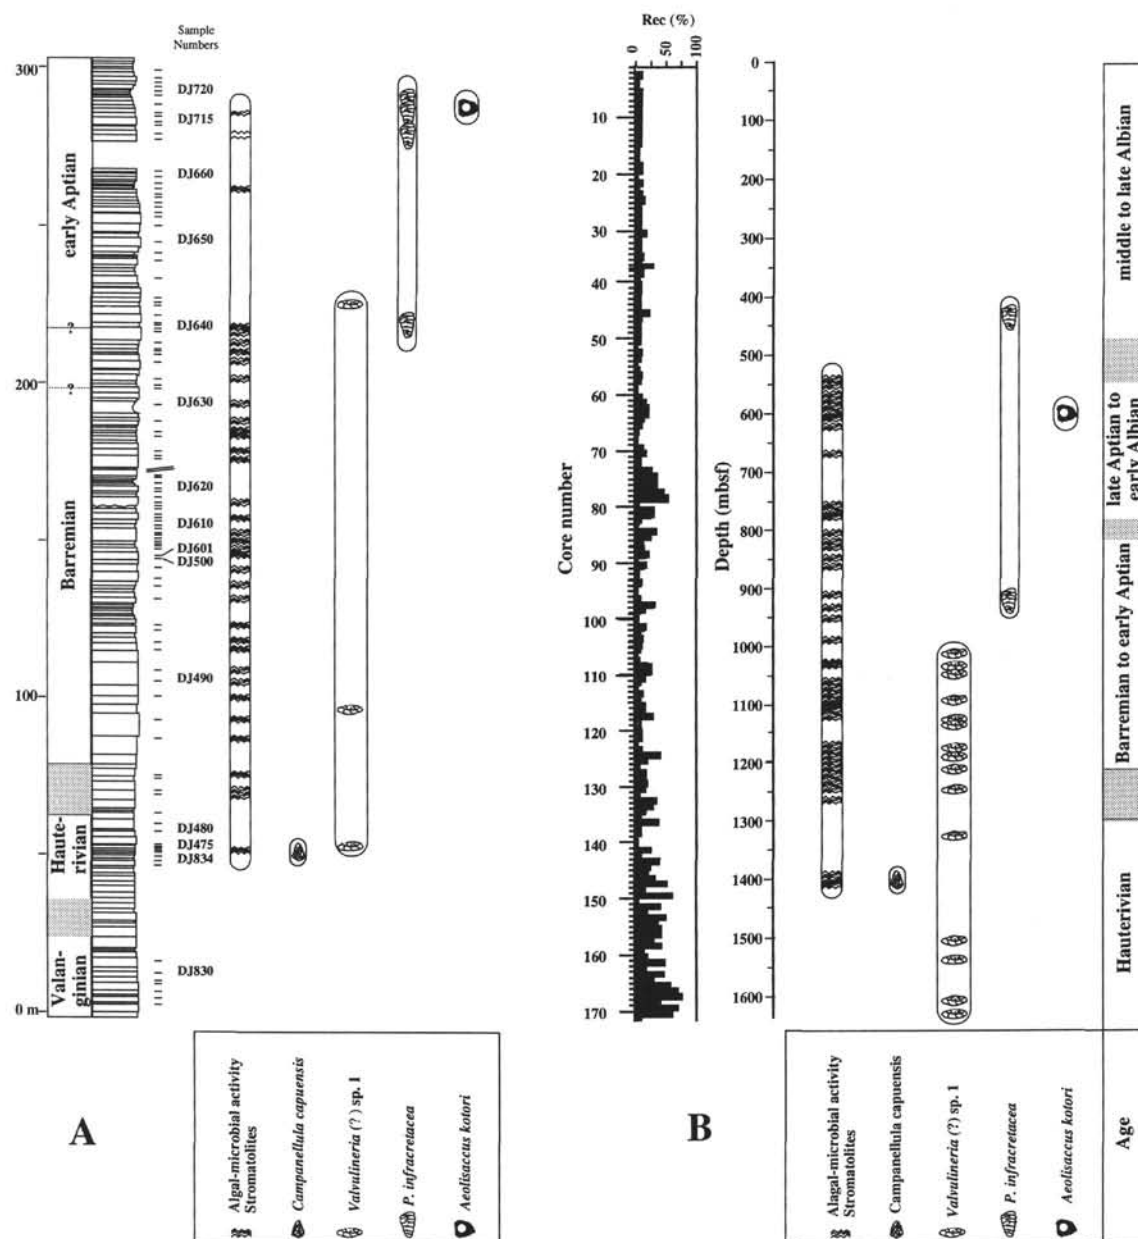 Sample
Numbers
300
200
100
0 m
early Aptian
?
?
Barremian
Haute-
rivian
Valan-
ginian
DJ720
DJ715
DJ660
DJ650
DJ640
DJ630
DJ620
DJ610
DJ601
DJ500
DJ490
DJ480
DJ475
DJ834
DJ830
A
Algal-microbial activity
Stromatolites
Campanellula capuensis
Valvulineria (?) sp. 1
P. infracretacea
Aeolisaccus kotori
Rec (%)
0
50
100
Core number
10
20
30
40
50
60
70
80
90
100
110
120
130
140
150
160
170
Depth (mbsf)
0
100
200
300
400
500
600
700
800
900
1000
1100
1200
1300
1400
1500
1600
middle to late Albian
late Aptian to
early Albian
Barremian to early Aptian
Hauterivian
Age
B
Alagal-microbial activity
Stromatolites
Campanellula capuensis
Valvulineria (?) sp. 1
P. infracretacea
Aeolisaccus kotori